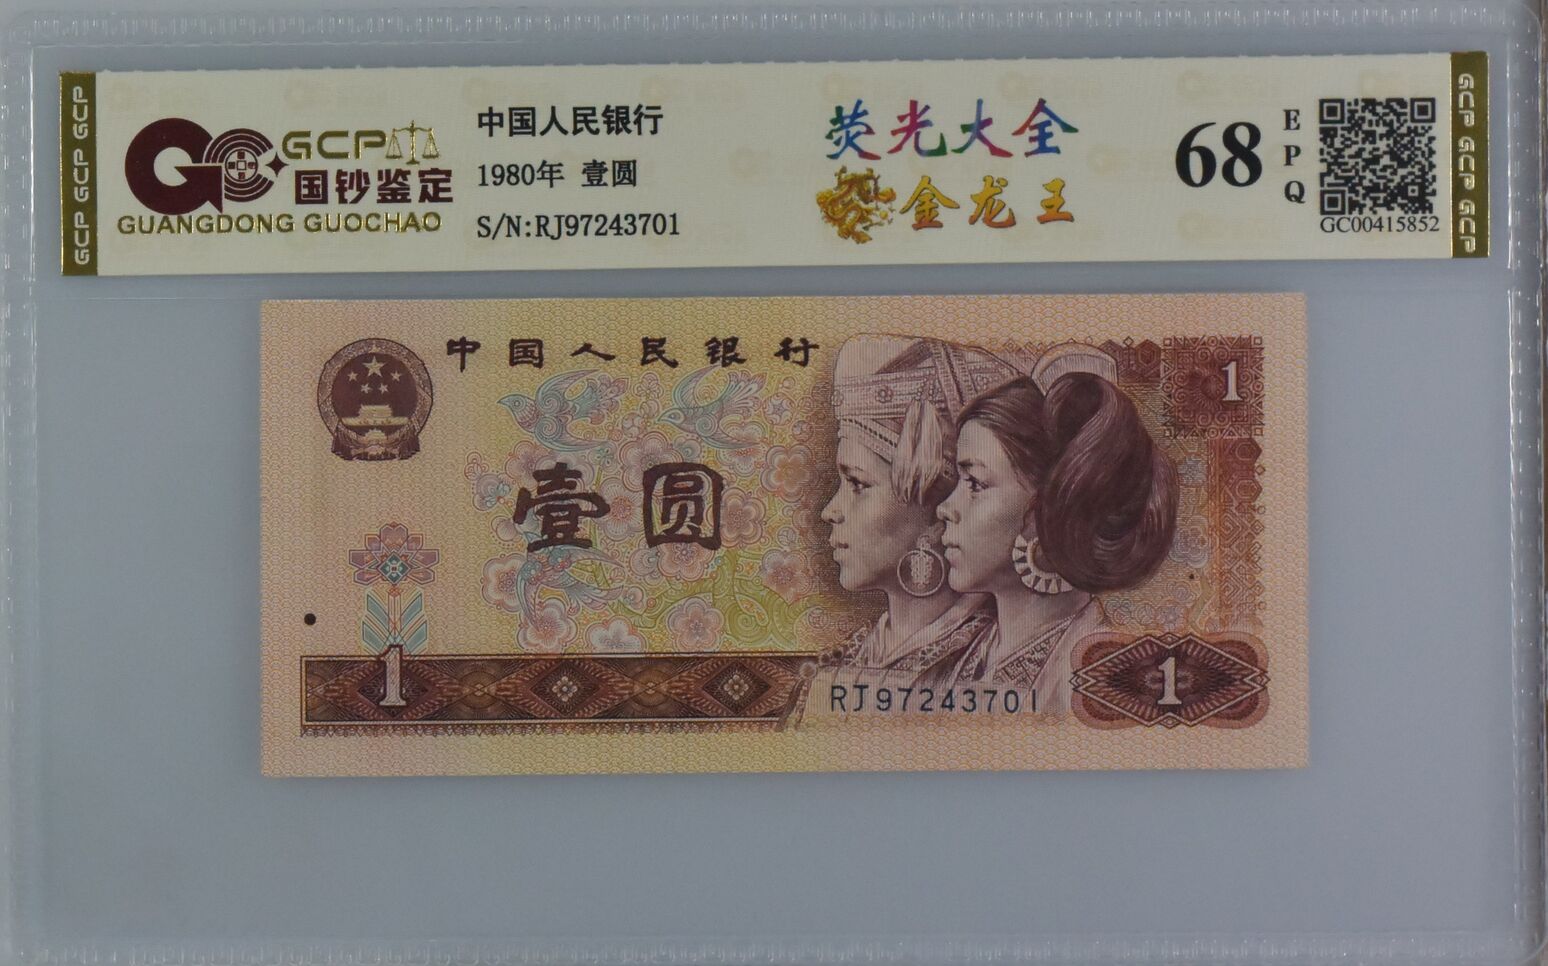 GCP GCP GCP
GCP
国钞鉴定
GUANGDONG GUOCHAO
中国人民银行
1980年 壹圆
S/N:RJ97243701
荧光大全
金龙王
68
EPQ
GC00415852
GCP GCP GCP
中国人民银行
1
壹圆
1
RJ97243701
1